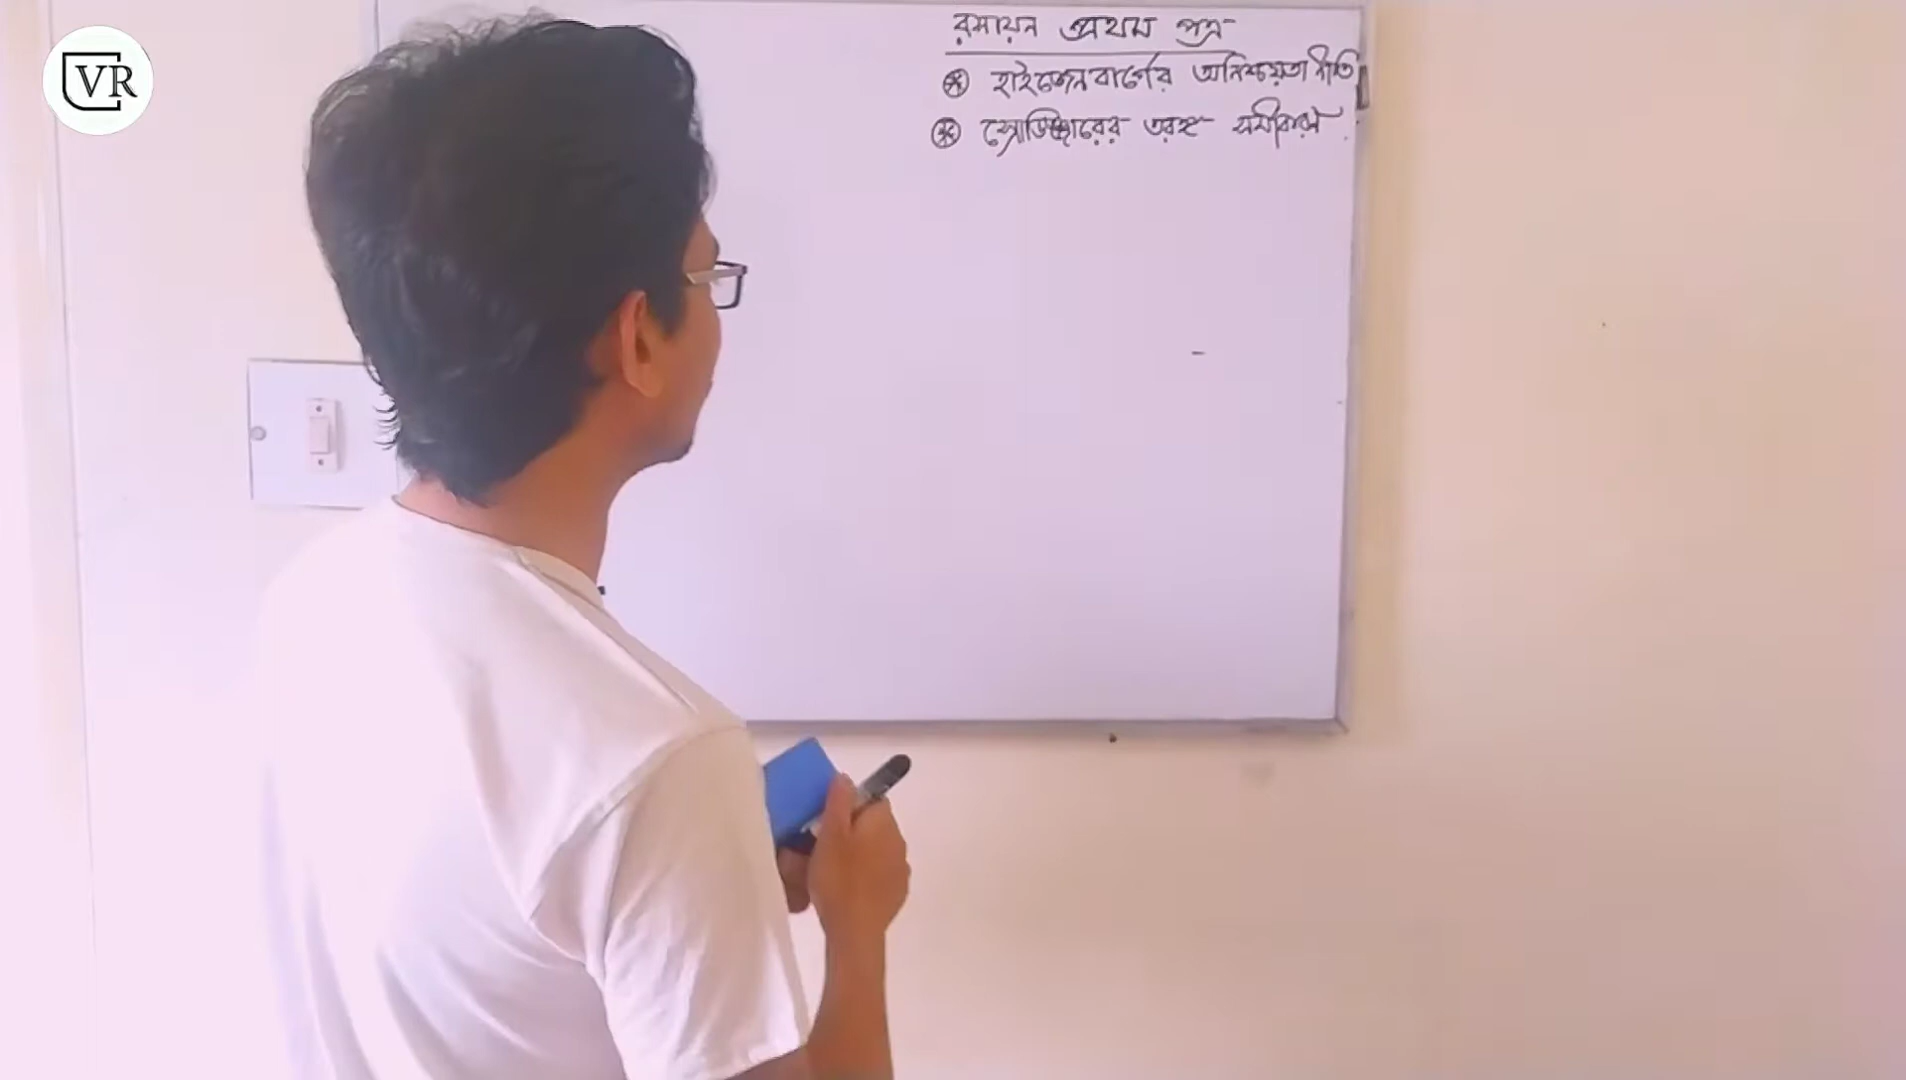 VR
রসায়ন প্রথম পত্র
হাইজেনবার্গের অনিশ্চয়তা নীতি
স্রোডিঞ্জারের তরঙ্গ সমীকরণ